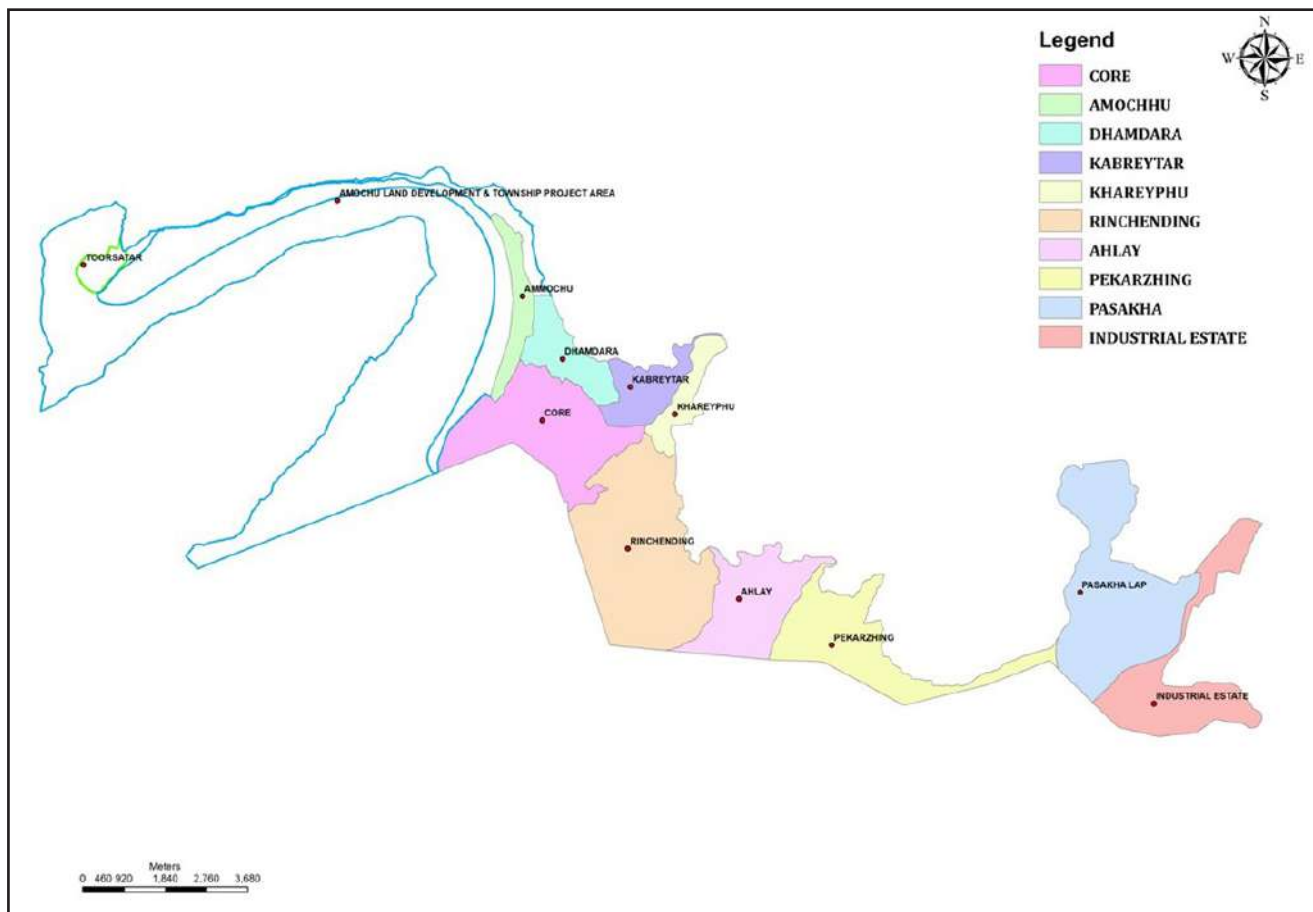 N
W E
S
Legend
CORE
AMOCHHU
DHAMDARA
KABREYTAR
KHAREYPHU
RINCHENDING
AHLAY
PEKARZHING
PASAKHA
INDUSTRIAL ESTATE
AMOCHU LAND DEVELOPMENT & TOWNSHIP PROJECT AREA
TOORSATAR
AMMOCHU
DHAMDARA
KABREYTAR
KHAREYPHU
CORE
RINCHENDING
AHLAY
PEKARZHING
PASAKHA LAP
INDUSTRIAL ESTATE
Meters
0 460 920 1,840 2,760 3,680